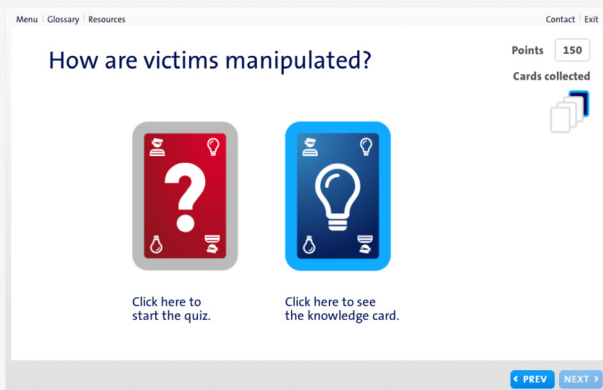 Menu Glossary Resources
Contact Exit
How are victims manipulated?
Points 150
Cards collected
?
Click here to
start the quiz.
Click here to see
the knowledge card.
‹ PREV
NEXT ›